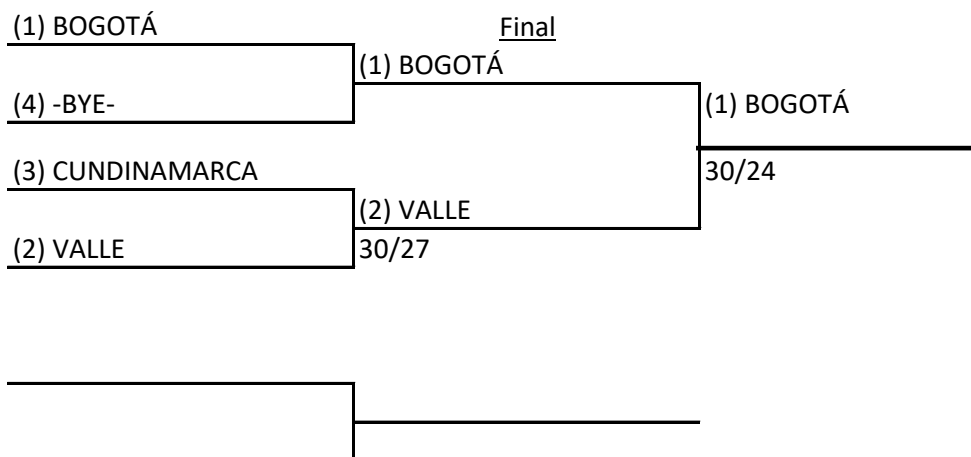 (1) BOGOTÁ
Final
(1) BOGOTÁ
(4) -BYE-
(1) BOGOTÁ
(3) CUNDINAMARCA
30/24
(2) VALLE
(2) VALLE
30/27